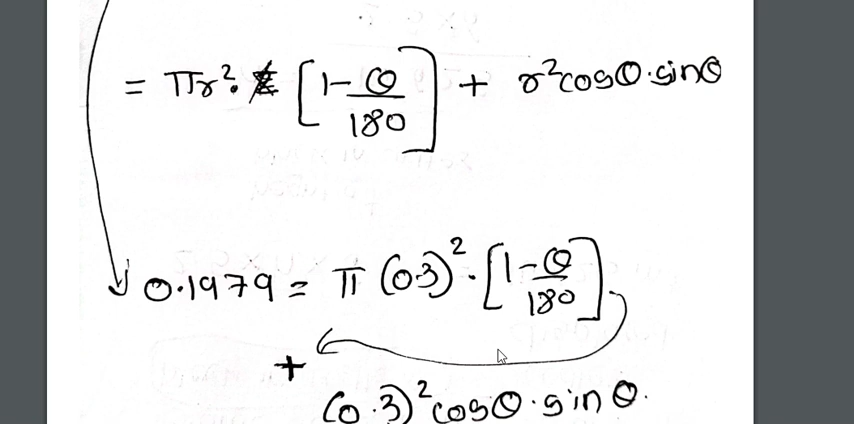 = πr². [1 - θ/180] + r²cosθ.sinθ
0.1979 = π (0.3)². [1 - θ/180].
+
(0.3)²cosθ.sinθ.